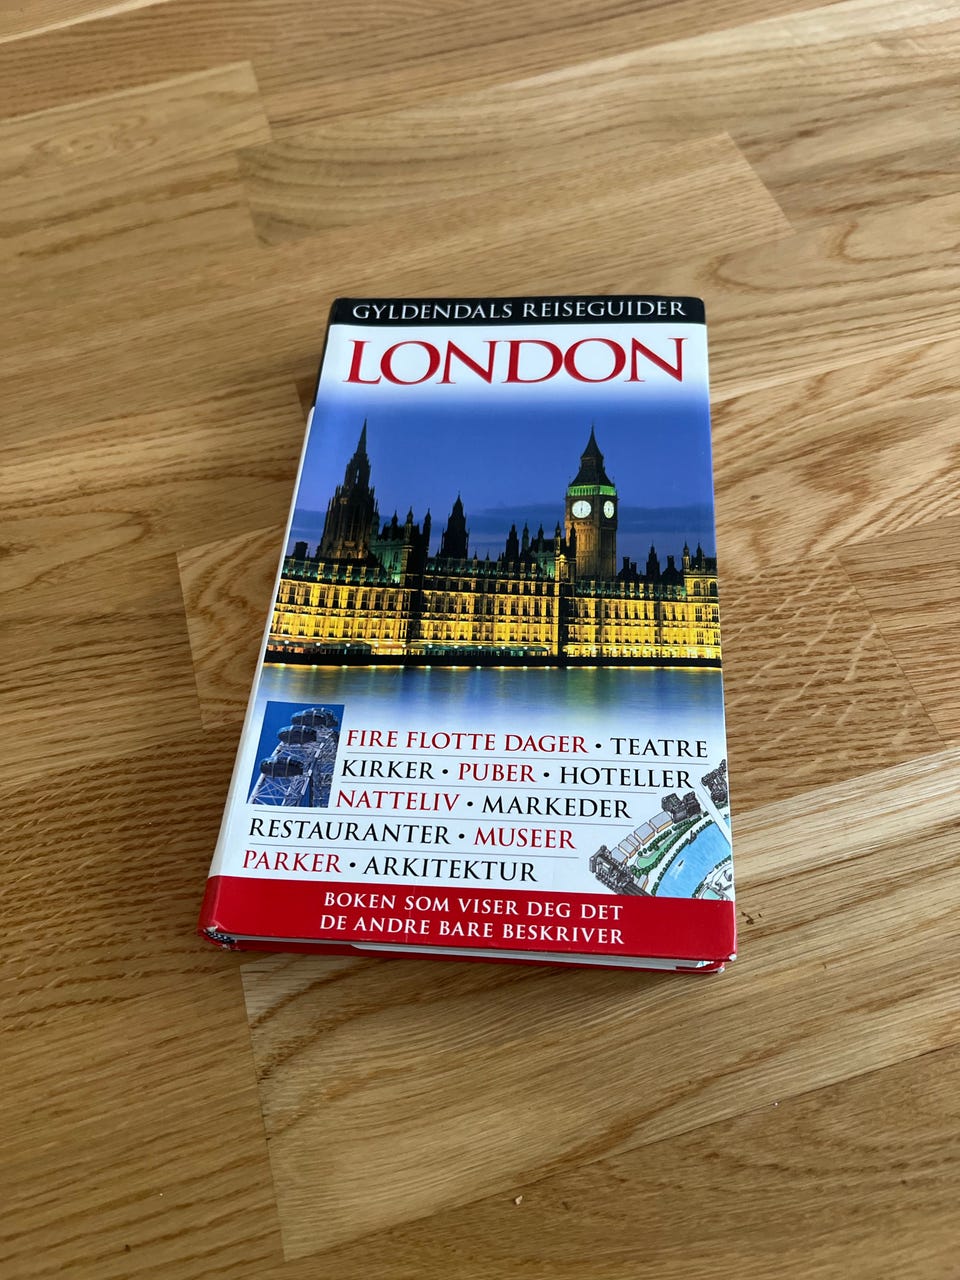 GYLDENDALS REISEGUIDER
LONDON
FIRE FLOTTE DAGER • TEATRE
KIRKER • PUBER • HOTELLER
NATTELIV • MARKEDER
RESTAURANTER • MUSEER
PARKER • ARKITEKTUR
BOKEN SOM VISER DEG DET
DE ANDRE BARE BESKRIVER